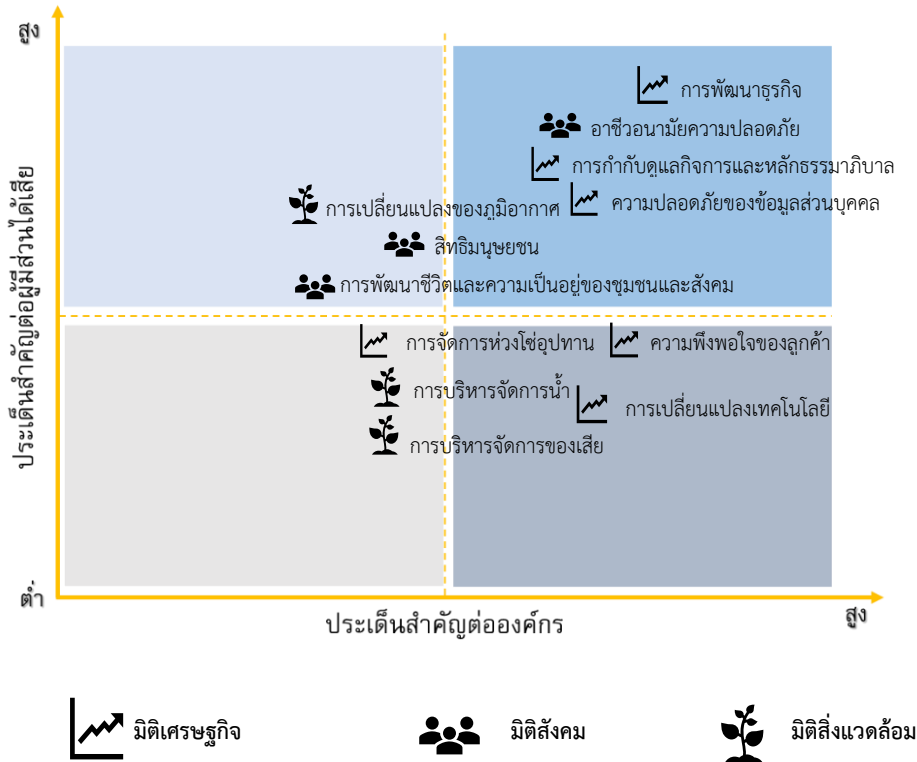 สูง
ประเด็นสำคัญต่อผู้มีส่วนได้เสีย
ต่ำ
การพัฒนาธุรกิจ
อาชีวอนามัยความปลอดภัย
การกำกับดูแลกิจการและหลักธรรมาภิบาล
การเปลี่ยนแปลงของภูมิอากาศ
ความปลอดภัยของข้อมูลส่วนบุคคล
สิทธิมนุษยชน
การพัฒนาชีวิตและความเป็นอยู่ของชุมชนและสังคม
การจัดการห่วงโซ่อุปทาน
ความพึงพอใจของลูกค้า
การบริหารจัดการน้ำ
การเปลี่ยนแปลงเทคโนโลยี
การบริหารจัดการของเสีย
ประเด็นสำคัญต่อองค์กร
สูง
มิติเศรษฐกิจ
มิติสังคม
มิติสิ่งแวดล้อม